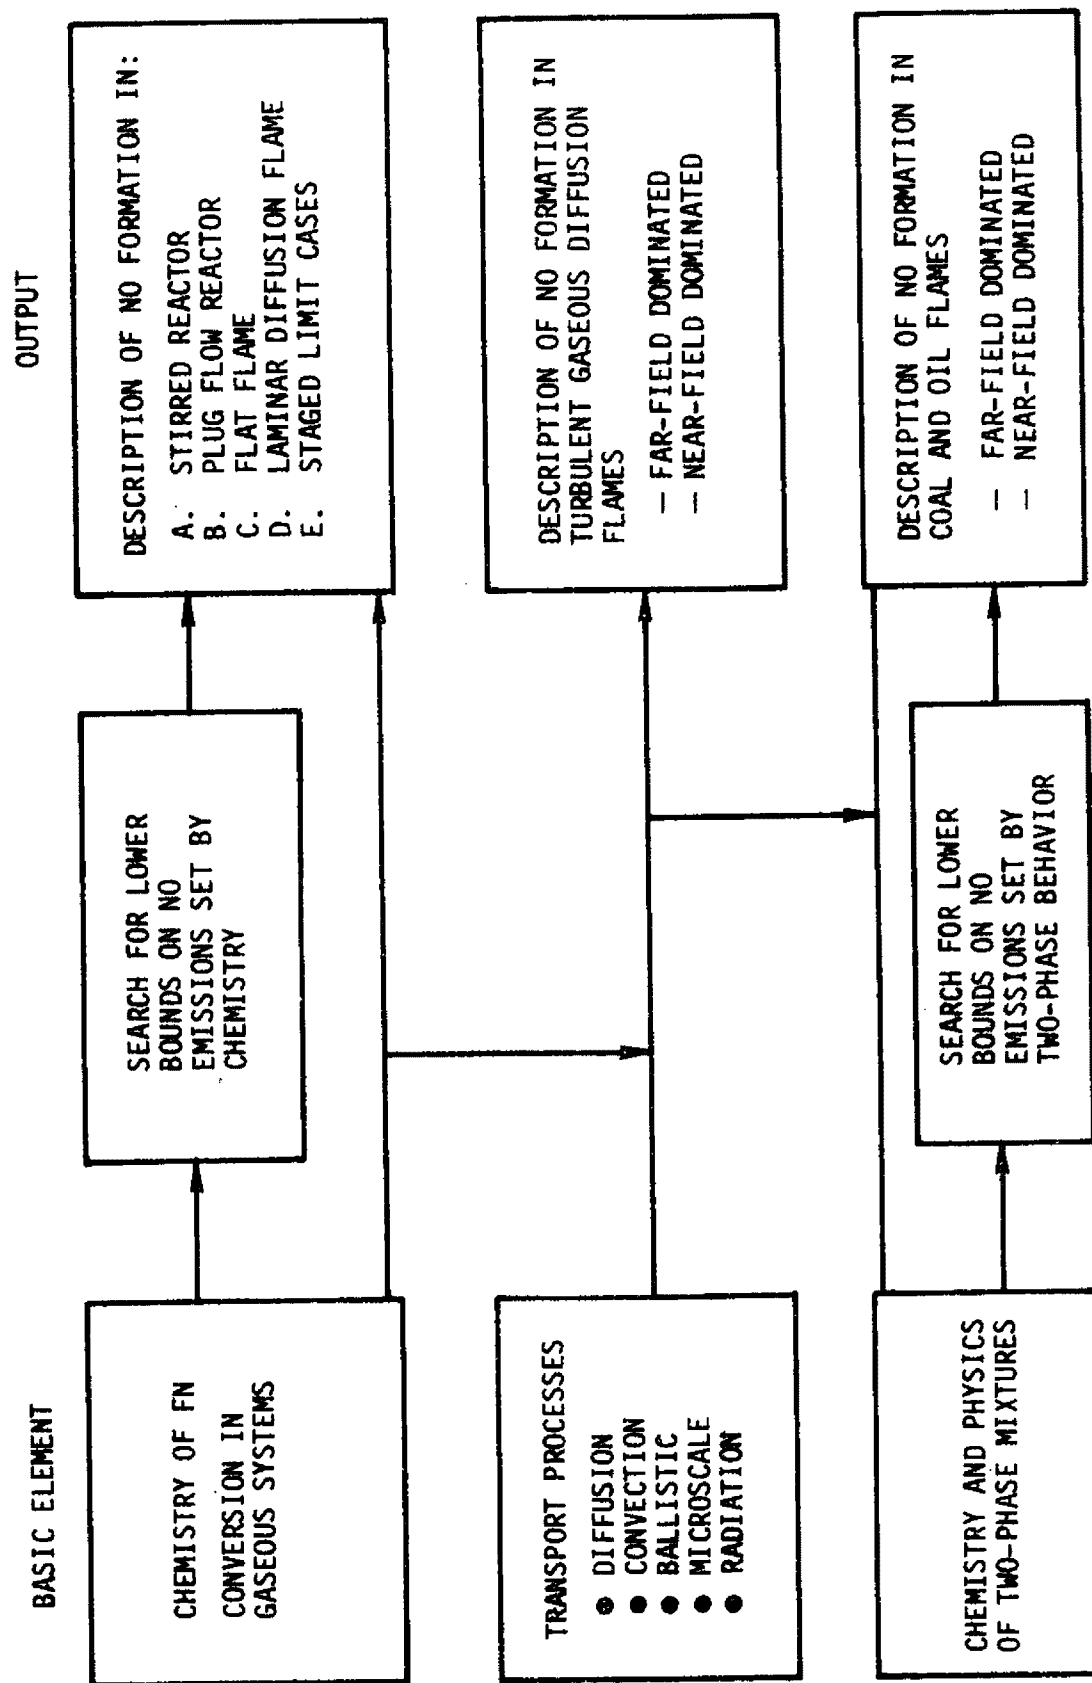 BASIC ELEMENT
OUTPUT
CHEMISTRY OF FN
CONVERSION IN
GASEOUS SYSTEMS
SEARCH FOR LOWER
BOUNDS ON NO
EMISSIONS SET BY
CHEMISTRY
DESCRIPTION OF NO FORMATION IN:
A. STIRRED REACTOR
B. PLUG FLOW REACTOR
C. FLAT FLAME
D. LAMINAR DIFFUSION FLAME
E. STAGED LIMIT CASES
TRANSPORT PROCESSES
● DIFFUSION
● CONVECTION
● BALLISTIC
● MICROSCALE
● RADIATION
DESCRIPTION OF NO FORMATION IN
TURBULENT GASEOUS DIFFUSION
FLAMES
— FAR-FIELD DOMINATED
— NEAR-FIELD DOMINATED
CHEMISTRY AND PHYSICS
OF TWO-PHASE MIXTURES
SEARCH FOR LOWER
BOUNDS ON NO
EMISSIONS SET BY
TWO-PHASE BEHAVIOR
DESCRIPTION OF NO FORMATION IN
COAL AND OIL FLAMES
— FAR-FIELD DOMINATED
— NEAR-FIELD DOMINATED